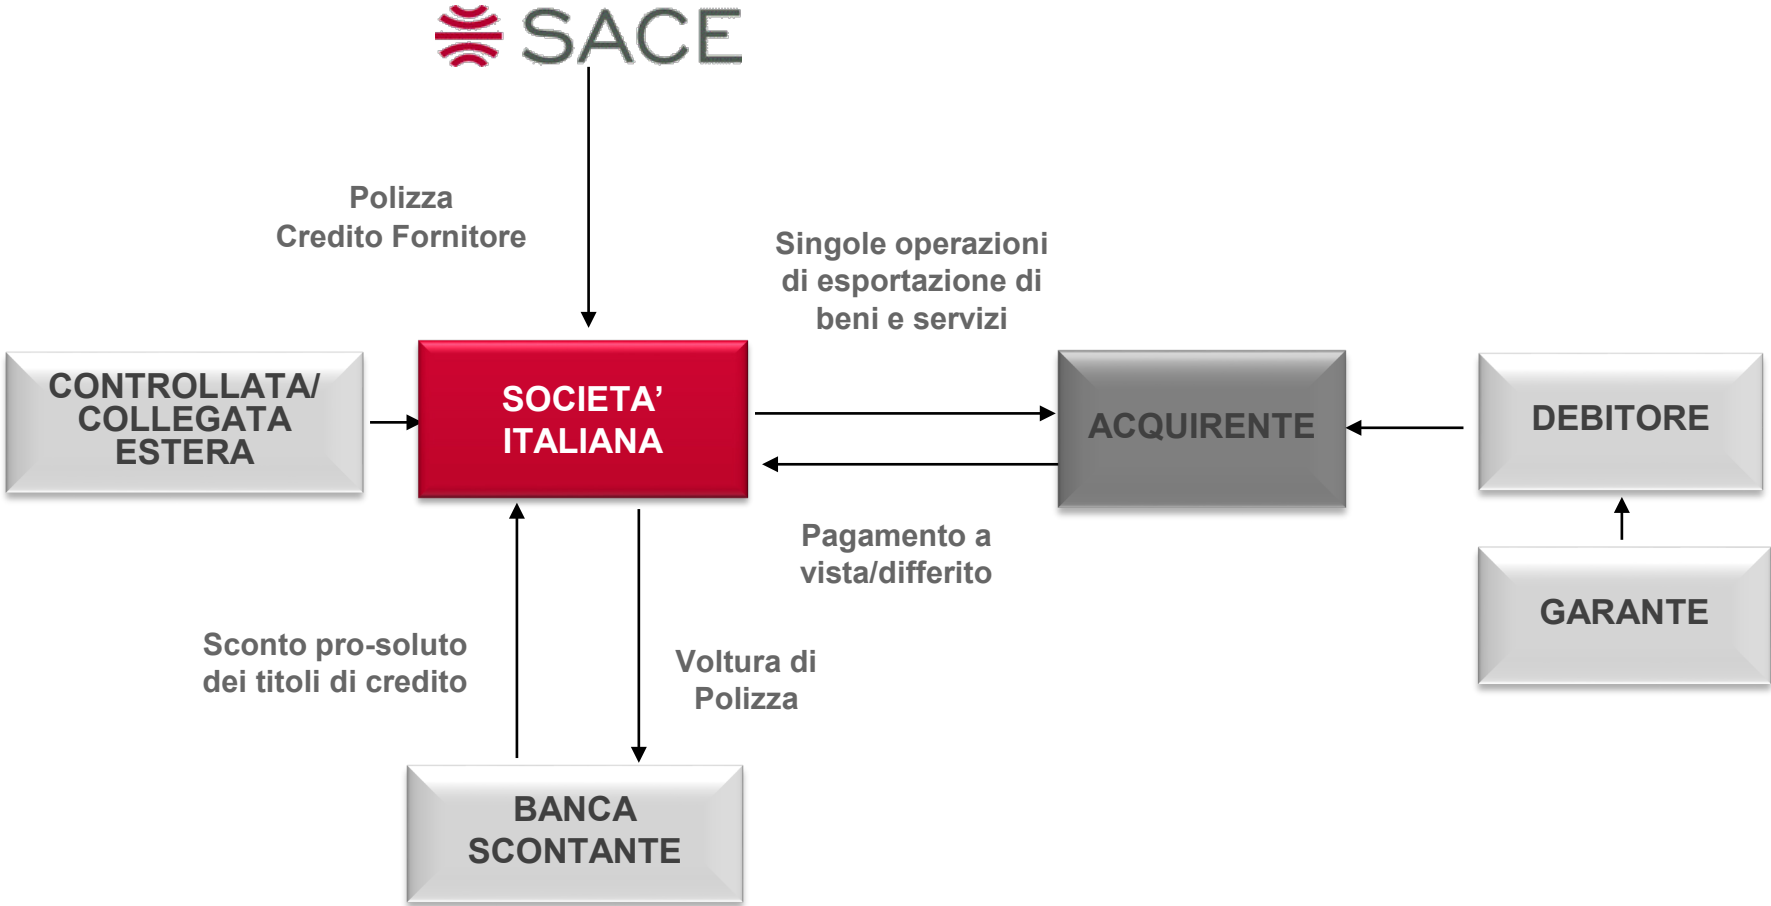 SACE
Polizza
Credito Fornitore
Singole operazioni
di esportazione di
beni e servizi
CONTROLLATA/
COLLEGATA
ESTERA
SOCIETA’
ITALIANA
ACQUIRENTE
DEBITORE
Pagamento a
vista/differito
GARANTE
Sconto pro-soluto
dei titoli di credito
Voltura di
Polizza
BANCA
SCONTANTE